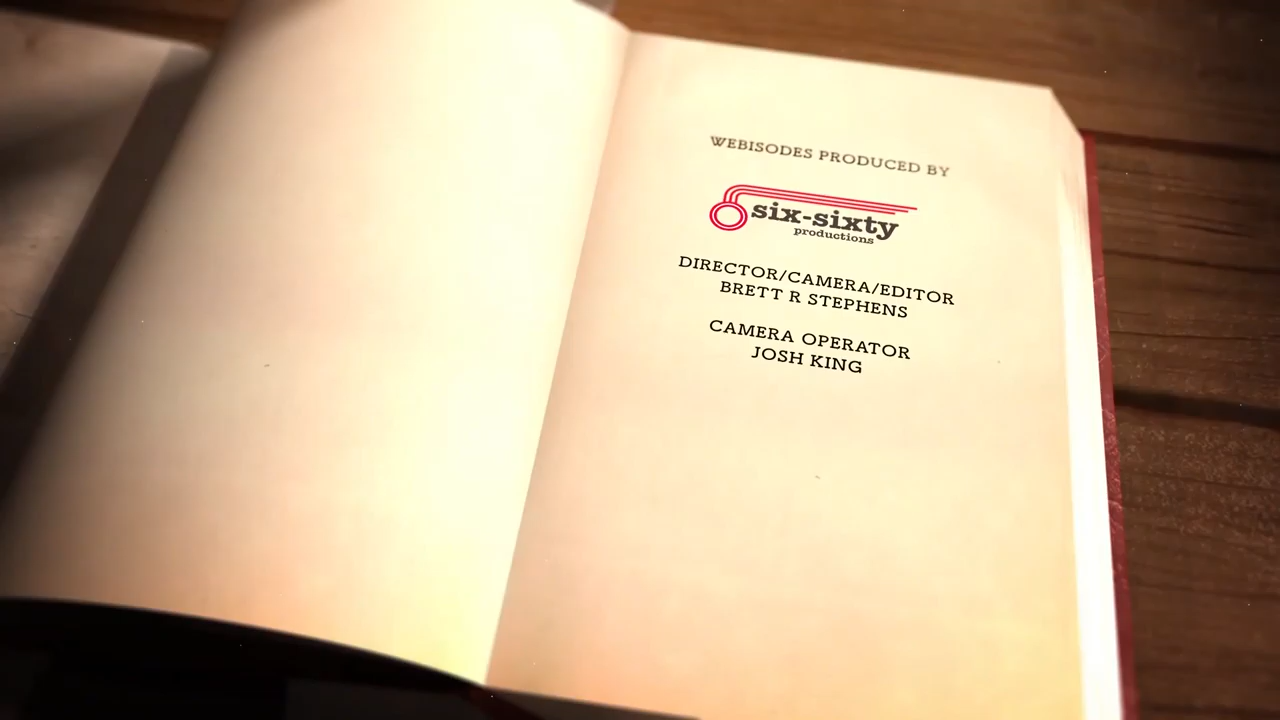 WEBISODES PRODUCED BY
six-sixty
productions
DIRECTOR/CAMERA/EDITOR
BRETT R STEPHENS
CAMERA OPERATOR
JOSH KING